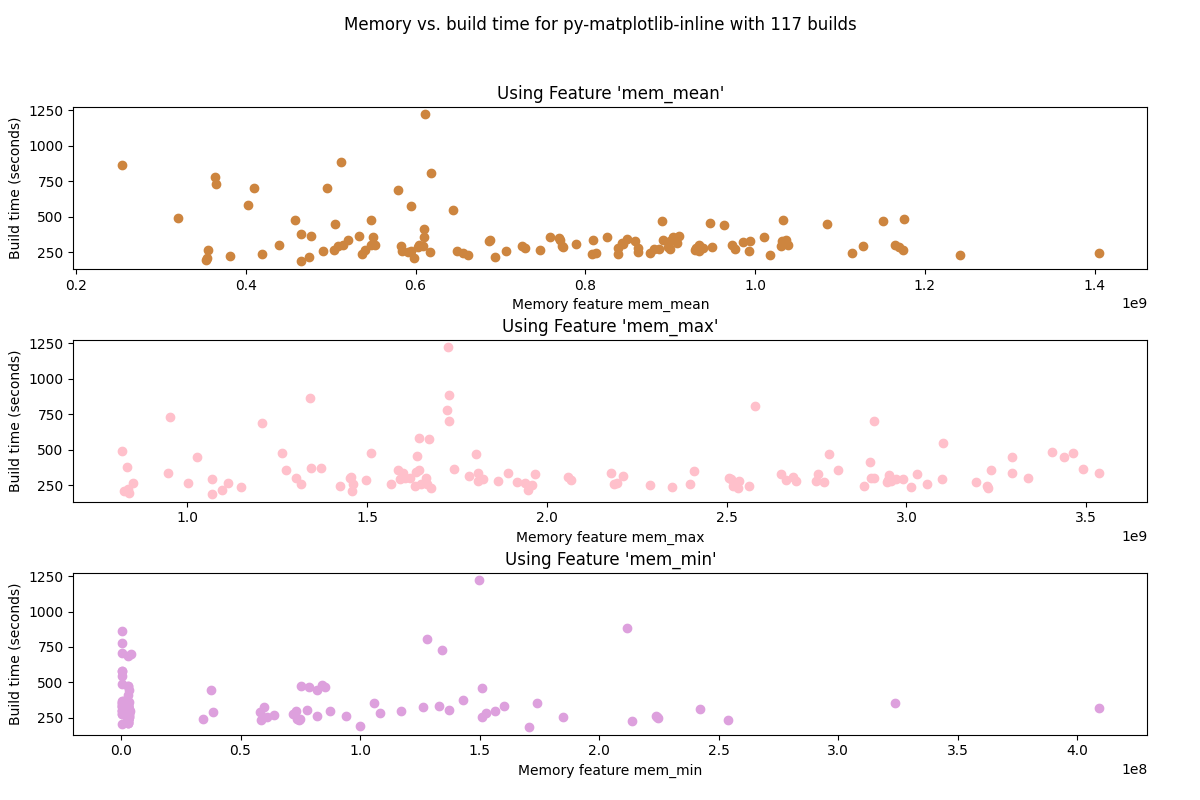 Memory vs. build time for py-matplotlib-inline with 117 builds
Using Feature 'mem_mean'
Build time (seconds)
1250
1000
750
500
250
0.2 0.4 0.6 0.8 1.0 1.2 1.4
1e9
Memory feature mem_mean
Using Feature 'mem_max'
Build time (seconds)
1250
1000
750
500
250
1.0 1.5 2.0 2.5 3.0 3.5
1e9
Memory feature mem_max
Using Feature 'mem_min'
Build time (seconds)
1250
1000
750
500
250
0.0 0.5 1.0 1.5 2.0 2.5 3.0 3.5 4.0
1e8
Memory feature mem_min